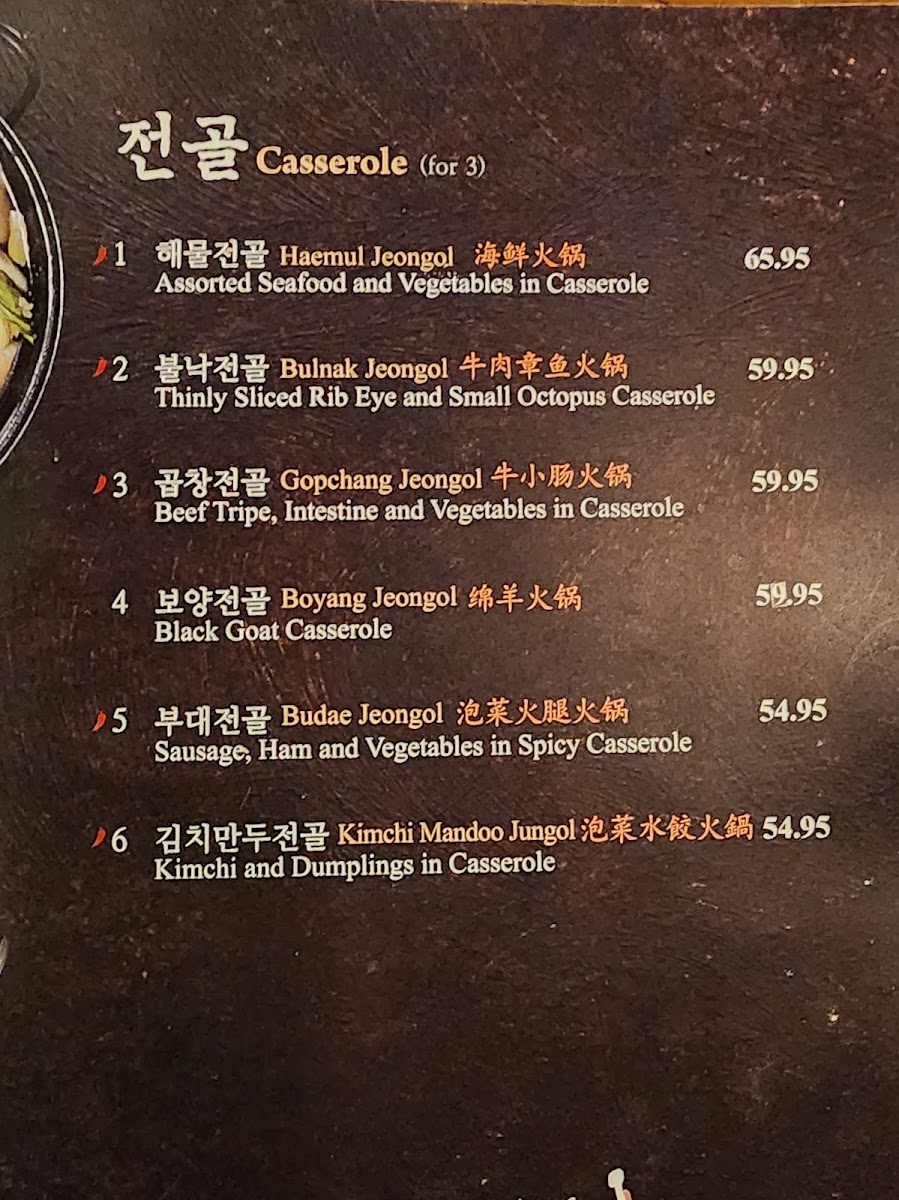 전골 Casserole (for 3)
1 해물전골 Haemul Jeongol 海鲜火锅 65.95
Assorted Seafood and Vegetables in Casserole
2 불낙전골 Bulnak Jeongol 牛肉章鱼火锅 59.95
Thinly Sliced Rib Eye and Small Octopus Casserole
3 곱창전골 Gopchang Jeongol 牛小肠火锅 59.95
Beef Tripe, Intestine and Vegetables in Casserole
4 보양전골 Boyang Jeongol 绵羊火锅 59.95
Black Goat Casserole
5 부대전골 Budae Jeongol 泡菜火腿火锅 54.95
Sausage, Ham and Vegetables in Spicy Casserole
6 김치만두전골 Kimchi Mandoo Jungol 泡菜水餃火鍋 54.95
Kimchi and Dumplings in Casserole